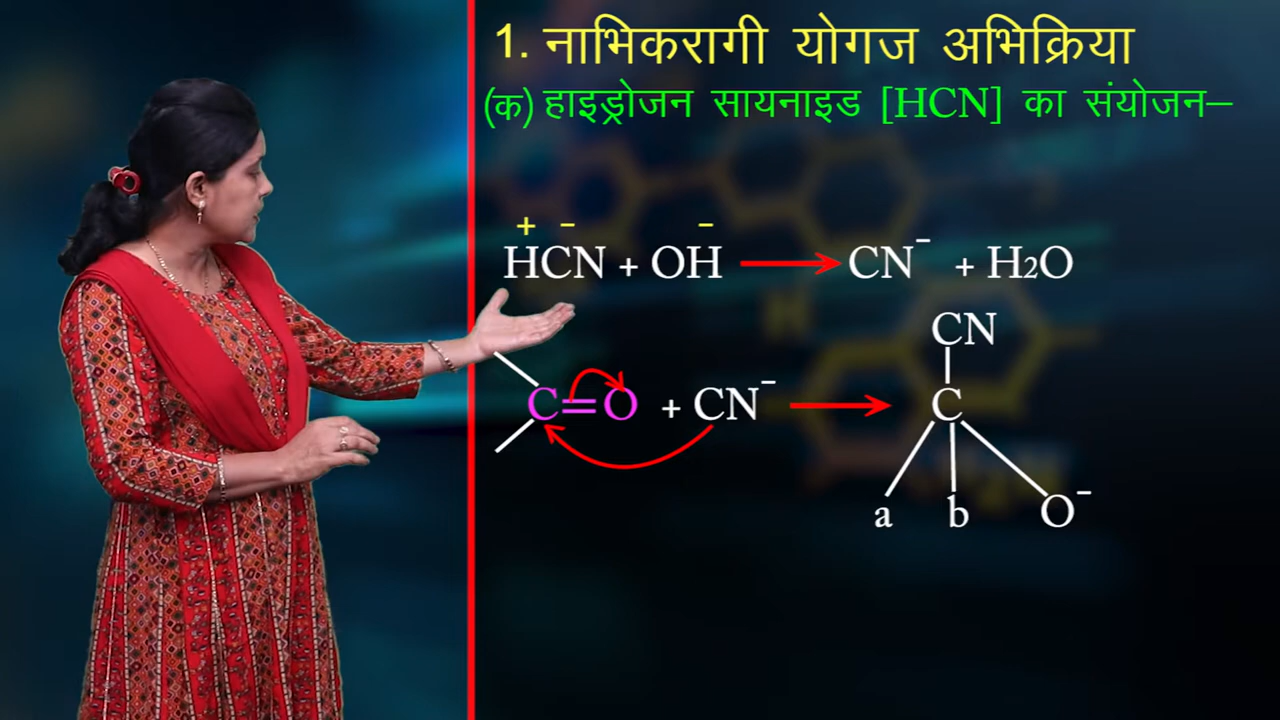 1. नाभिकरागी योगज अभिक्रिया
(क) हाइड्रोजन सायनाइड [HCN] का संयोजन–
+ – –
HCN + OH → CN⁻ + H2O
CN
C=O + CN⁻ → C
a b O⁻